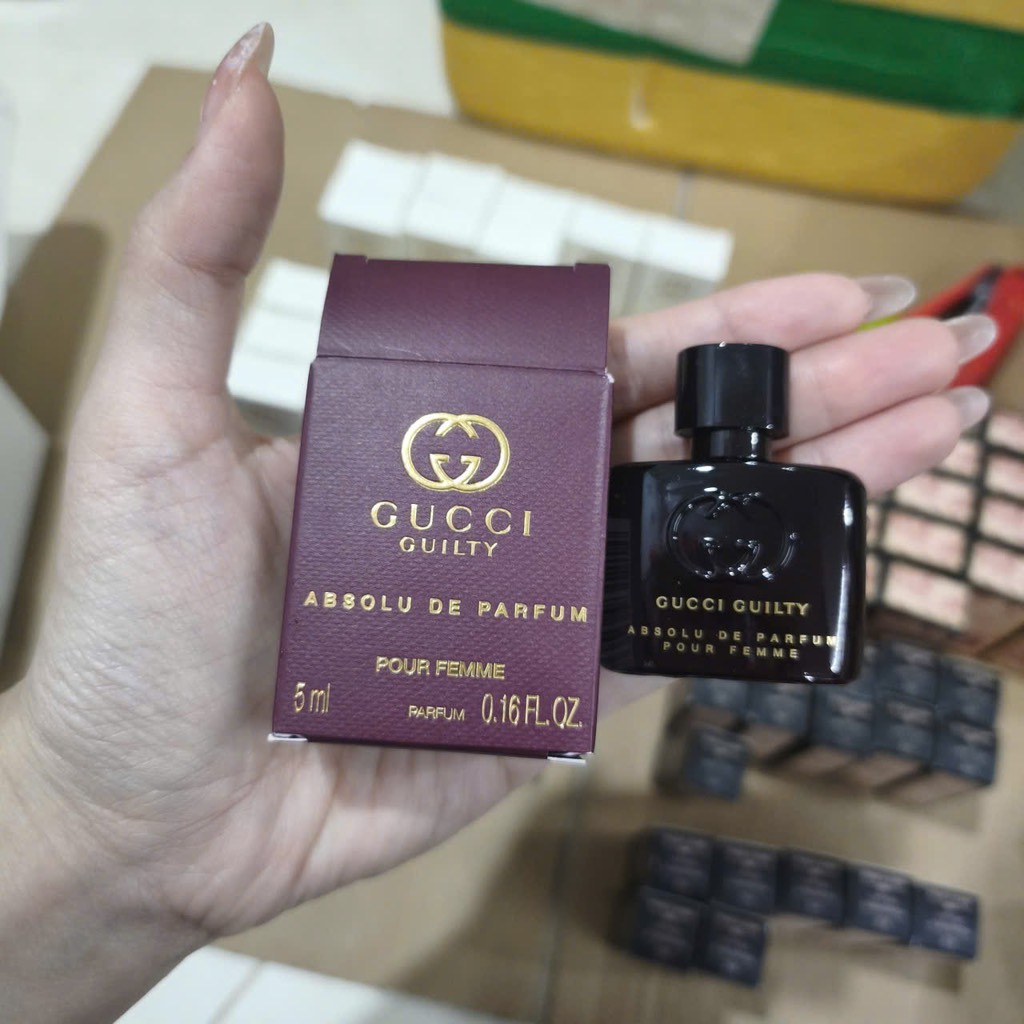 GUCCI
GUILTY
ABSOLU DE PARFUM
POUR FEMME
5 ml
PARFUM 0.16 FL.OZ.
GUCCI GUILTY
ABSOLU DE PARFUM
POUR FEMME